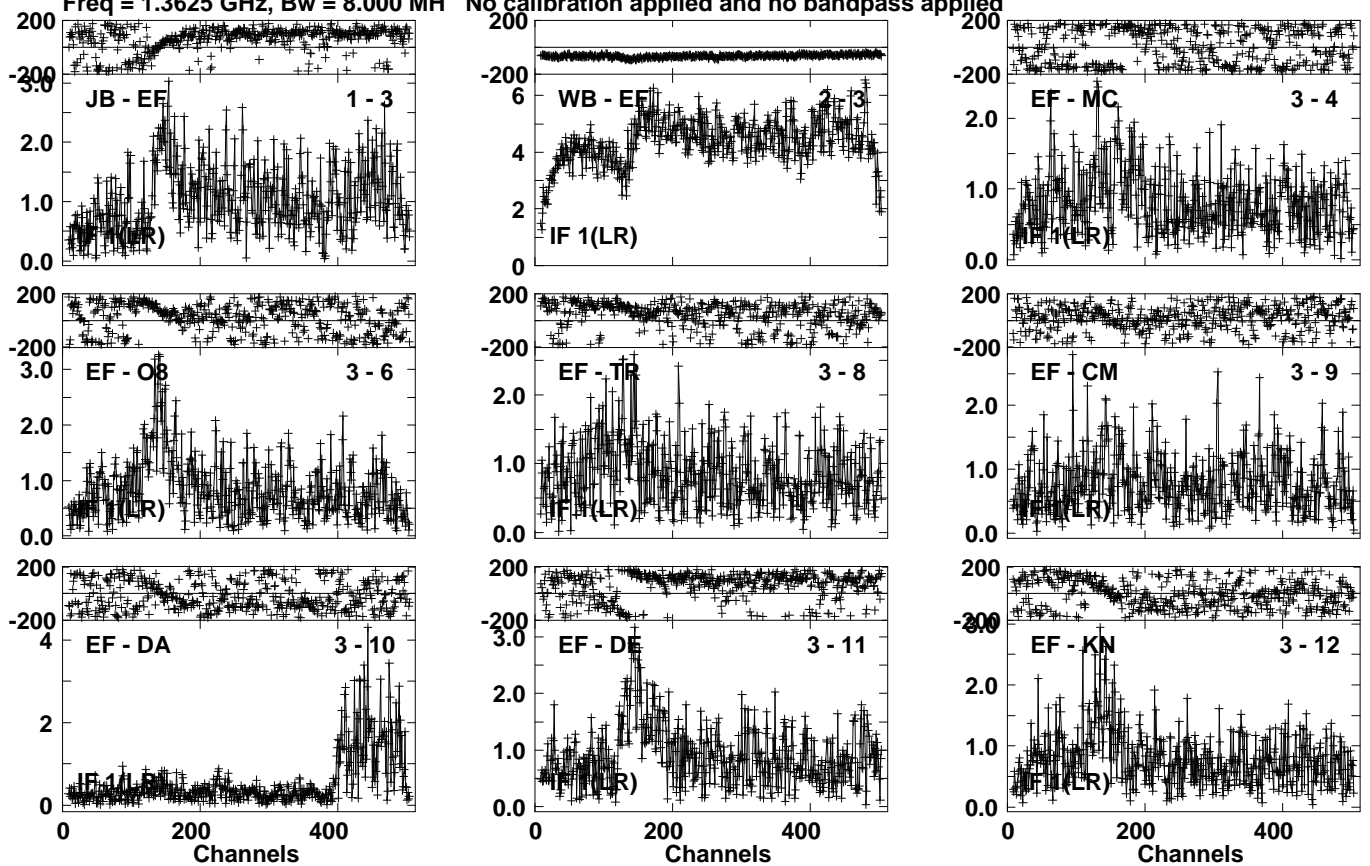 Freq = 1.3625 GHz, Bw = 8.000 MH No calibration applied and no bandpass applied
200
-200
3.0
2.0
1.0
0.0
JB - EF 1 - 3
IF 1(LR)
200
-200
6
4
2
0
WB - EF 2 - 3
IF 1(LR)
200
-200
2.0
1.0
0.0
EF - MC 3 - 4
IF 1(LR)
200
-200
3.0
2.0
1.0
0.0
EF - O8 3 - 6
IF 1(LR)
200
-200
2.0
1.0
0.0
EF - TR 3 - 8
IF 1(LR)
200
-200
2.0
1.0
0.0
EF - CM 3 - 9
IF 1(LR)
200
-200
4
2
0
EF - DA 3 - 10
IF 1(LR)
0 200 400
Channels
200
-200
3.0
2.0
1.0
0.0
EF - DE 3 - 11
IF 1(LR)
0 200 400
Channels
200
-200
3.0
2.0
1.0
0.0
EF - KN 3 - 12
IF 1(LR)
0 200 400
Channels